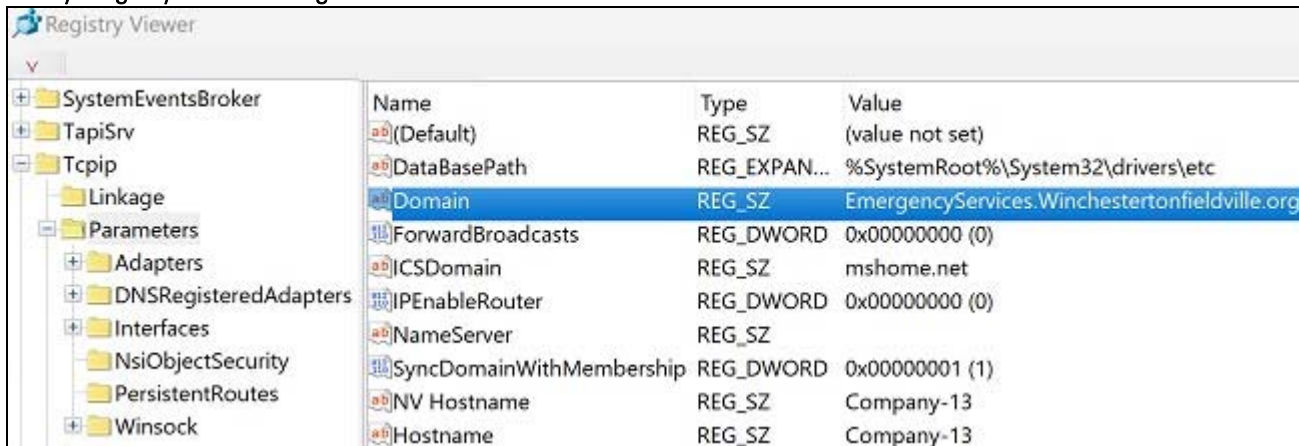 Registry Viewer
v
SystemEventsBroker
TapiSrv
Tcpip
Linkage
Parameters
Adapters
DNSRegisteredAdapters
Interfaces
NsiObjectSecurity
PersistentRoutes
Winsock
Name Type Value
(Default) REG_SZ (value not set)
DataBasePath REG_EXPAN... %SystemRoot%\System32\drivers\etc
Domain REG_SZ EmergencyServices.Winchestertonfieldville.org
ForwardBroadcasts REG_DWORD 0x00000000 (0)
ICSDomain REG_SZ mshome.net
IPEnableRouter REG_DWORD 0x00000000 (0)
NameServer REG_SZ
SyncDomainWithMembership REG_DWORD 0x00000001 (1)
NV Hostname REG_SZ Company-13
Hostname REG_SZ Company-13